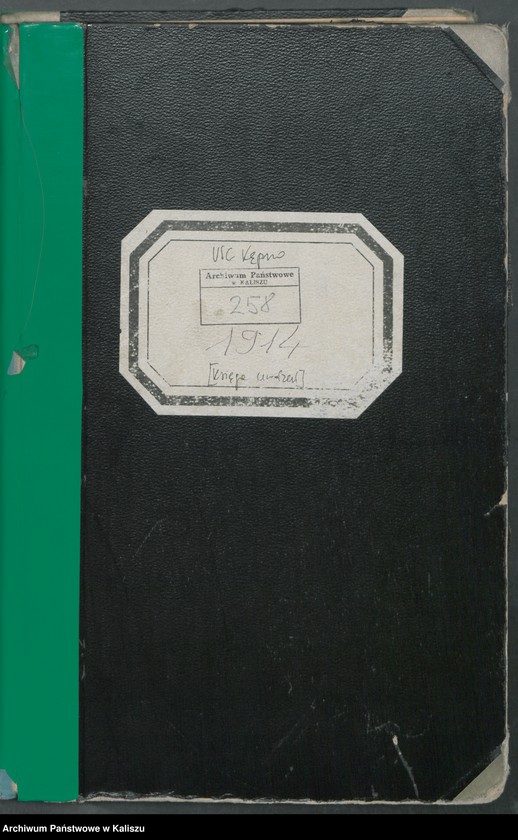 USC Kępno
Archiwum Państwowe
w KALISZU
258
1914
[Księga urodzeń]
Archiwum Państwowe w Kaliszu